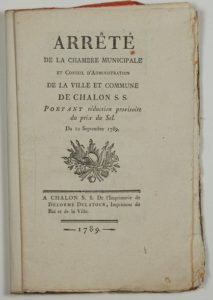 ARRÊTÉ
DE LA CHAMBRE MUNICIPALE
ET CONSEIL D'ADMINISTRATION
DE LA VILLE ET COMMUNE
DE CHALON S. S.
PORTANT réduction provisoire
du prix du Sel.
Du 12 Septembre 1789.
A CHALON S. S. De l'Imprimerie de
DELORME DELATOUR, Imprimeur du
Roi et de la Ville.
1789.